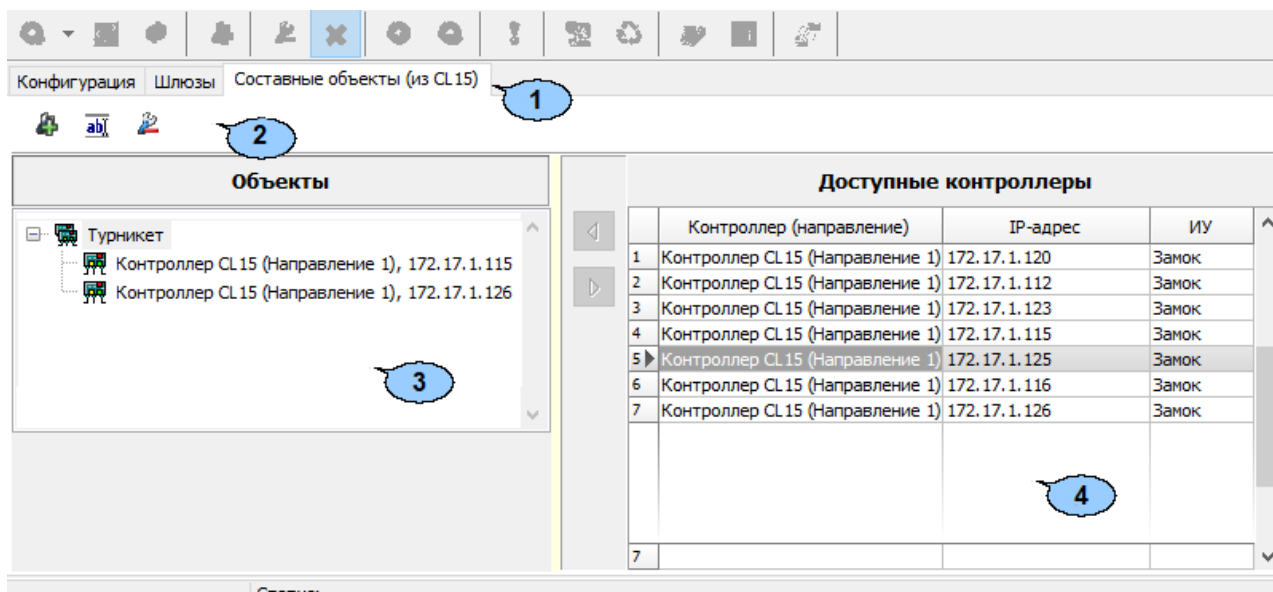 Конфигурация Шлюзы Составные объекты (из CL15)
1
abl
2
Объекты Доступные контроллеры
Турникет
Контроллер CL15 (Направление 1), 172.17.1.115
Контроллер CL15 (Направление 1), 172.17.1.126
3
Контроллер (направление) IP-адрес ИУ
1 Контроллер CL15 (Направление 1) 172.17.1.120 Замок
2 Контроллер CL15 (Направление 1) 172.17.1.112 Замок
3 Контроллер CL15 (Направление 1) 172.17.1.123 Замок
4 Контроллер CL15 (Направление 1) 172.17.1.115 Замок
5 Контроллер CL15 (Направление 1) 172.17.1.125 Замок
6 Контроллер CL15 (Направление 1) 172.17.1.116 Замок
7 Контроллер CL15 (Направление 1) 172.17.1.126 Замок
4
7